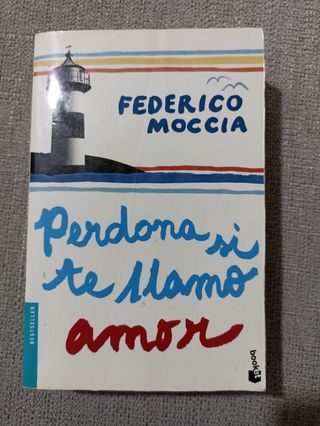 FEDERICO
MOCCIA
Perdona si
te llamo
amor
BESTSELLER
booket